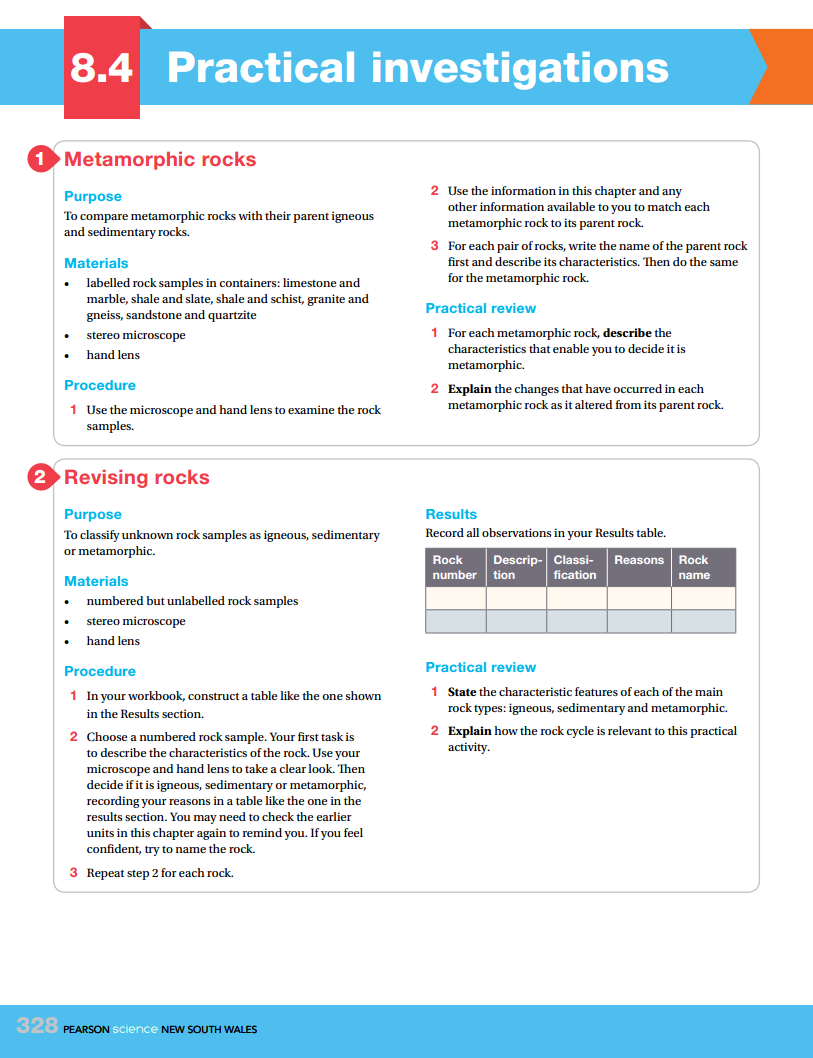 8.4 Practical investigations
1 Metamorphic rocks
Purpose
To compare metamorphic rocks with their parent igneous
and sedimentary rocks.
Materials
• labelled rock samples in containers: limestone and
marble, shale and slate, shale and schist, granite and
gneiss, sandstone and quartzite
• stereo microscope
• hand lens
Procedure
1 Use the microscope and hand lens to examine the rock
samples.
2 Use the information in this chapter and any
other information available to you to match each
metamorphic rock to its parent rock.
3 For each pair of rocks, write the name of the parent rock
first and describe its characteristics. Then do the same
for the metamorphic rock.
Practical review
1 For each metamorphic rock, describe the
characteristics that enable you to decide it is
metamorphic.
2 Explain the changes that have occurred in each
metamorphic rock as it altered from its parent rock.
2 Revising rocks
Purpose
To classify unknown rock samples as igneous, sedimentary
or metamorphic.
Materials
• numbered but unlabelled rock samples
• stereo microscope
• hand lens
Procedure
1 In your workbook, construct a table like the one shown
in the Results section.
2 Choose a numbered rock sample. Your first task is
to describe the characteristics of the rock. Use your
microscope and hand lens to take a clear look. Then
decide if it is igneous, sedimentary or metamorphic,
recording your reasons in a table like the one in the
results section. You may need to check the earlier
units in this chapter again to remind you. If you feel
confident, try to name the rock.
3 Repeat step 2 for each rock.
Results
Record all observations in your Results table.
Rock Descrip- Classi- Reasons Rock
number tion fication name
Practical review
1 State the characteristic features of each of the main
rock types: igneous, sedimentary and metamorphic.
2 Explain how the rock cycle is relevant to this practical
activity.
328 PEARSON science NEW SOUTH WALES